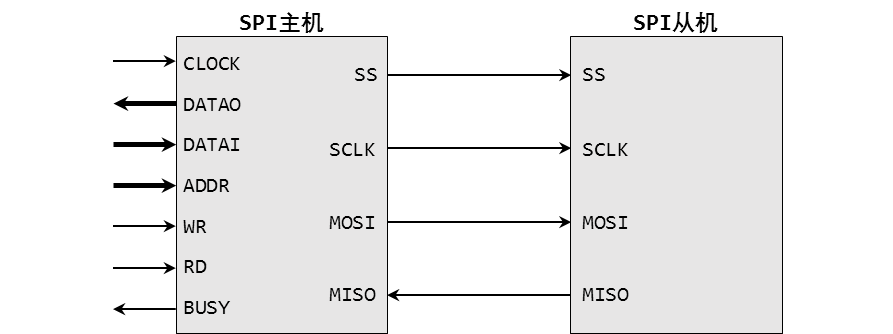 SPI主机
SPI从机
CLOCK
DATAO
DATAI
ADDR
WR
RD
BUSY
SS
SCLK
MOSI
MISO
SS
SCLK
MOSI
MISO